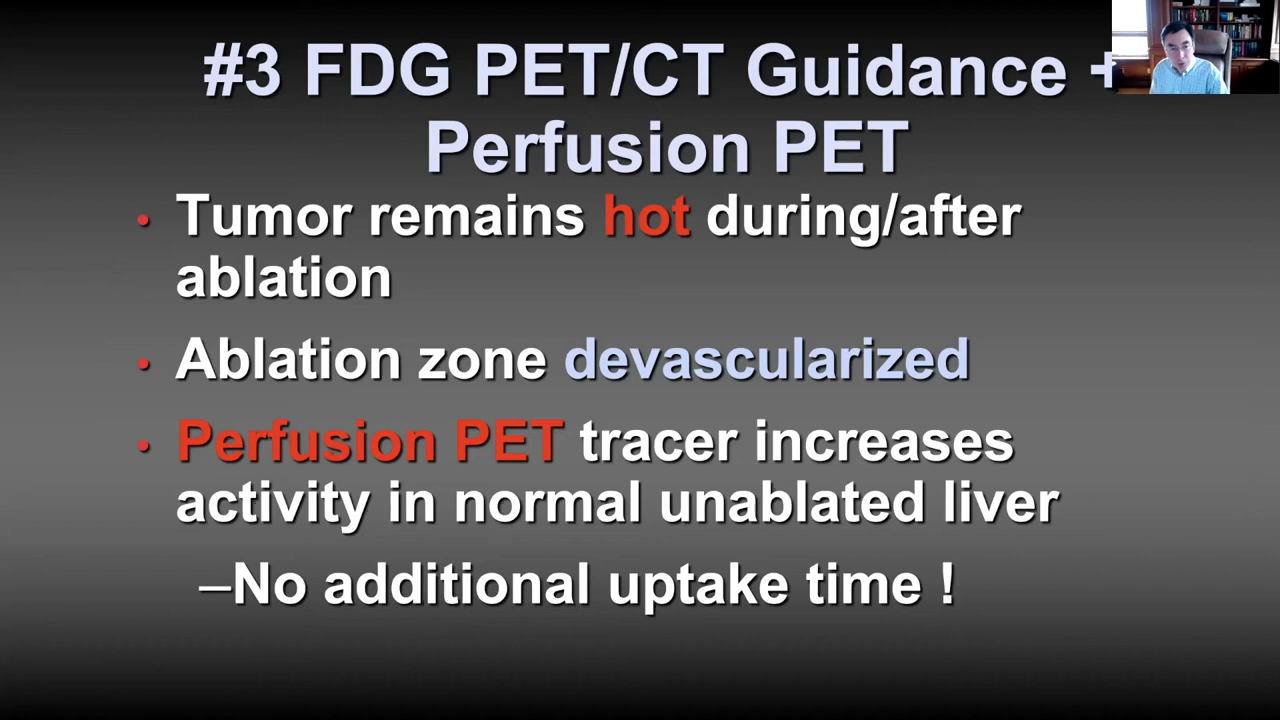 #3 FDG PET/CT Guidance +
Perfusion PET
• Tumor remains hot during/after
ablation
• Ablation zone devascularized
• Perfusion PET tracer increases
activity in normal unablated liver
–No additional uptake time !